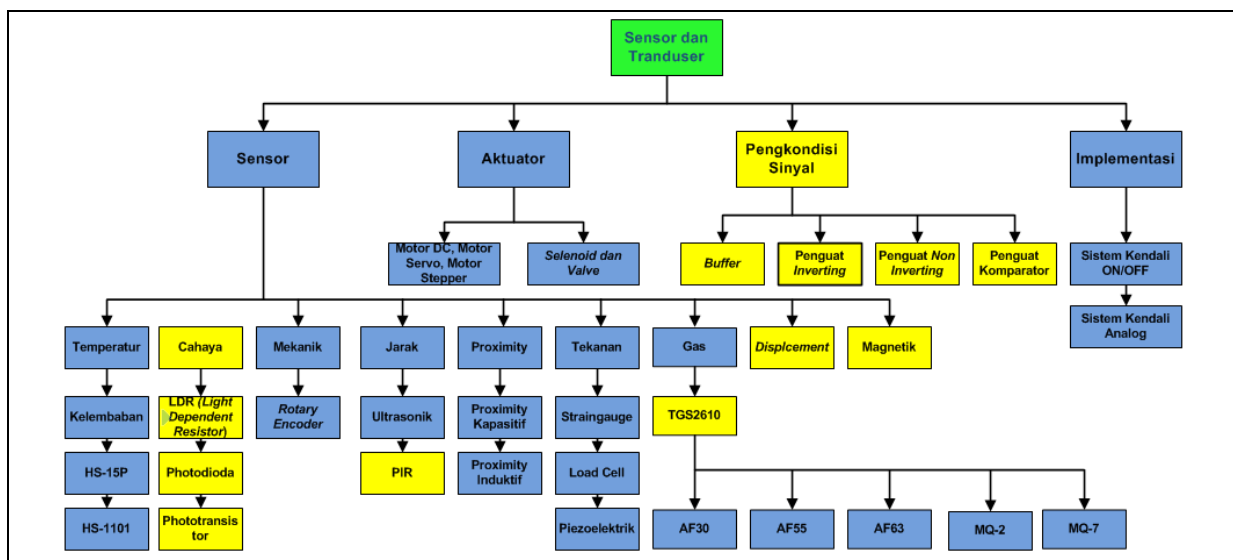 Sensor dan
Tranduser
Sensor
Aktuator
Pengkondisi
Sinyal
Implementasi
Motor DC, Motor
Servo, Motor
Stepper
Selenoid dan
Valve
Buffer
Penguat
Inverting
Penguat Non
Inverting
Penguat
Komparator
Sistem Kendali
ON/OFF
Sistem Kendali
Analog
Temperatur
Cahaya
Mekanik
Jarak
Proximity
Tekanan
Gas
Displcement
Magnetik
Kelembaban
LDR (Light
Dependent
Resistor)
Rotary
Encoder
Ultrasonik
Proximity
Kapasitif
Straingauge
TGS2610
HS-15P
Photodioda
PIR
Proximity
Induktif
Load Cell
HS-1101
Phototransis
tor
Piezoelektrik
AF30
AF55
AF63
MQ-2
MQ-7